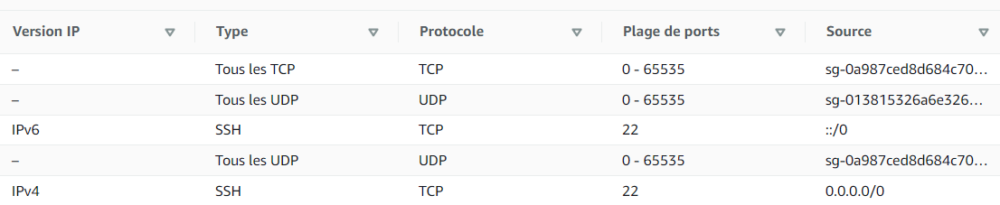 Version IP Type Protocole Plage de ports Source
– Tous les TCP TCP 0 - 65535 sg-0a987ced8d684c70...
– Tous les UDP UDP 0 - 65535 sg-013815326a6e326...
IPv6 SSH TCP 22 ::/0
– Tous les UDP UDP 0 - 65535 sg-0a987ced8d684c70...
IPv4 SSH TCP 22 0.0.0.0/0